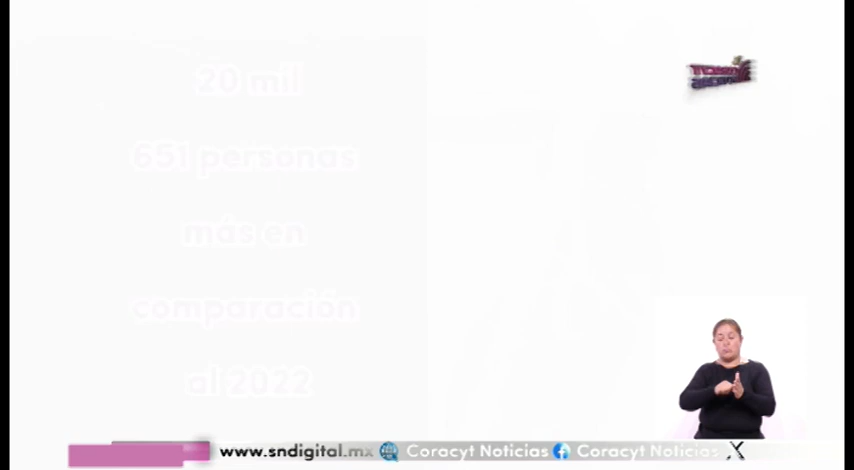 20 mil
651 personas
más en
comparación
al 2022
www.sndigital.mx Coracyt Noticias Coracyt Noticias X